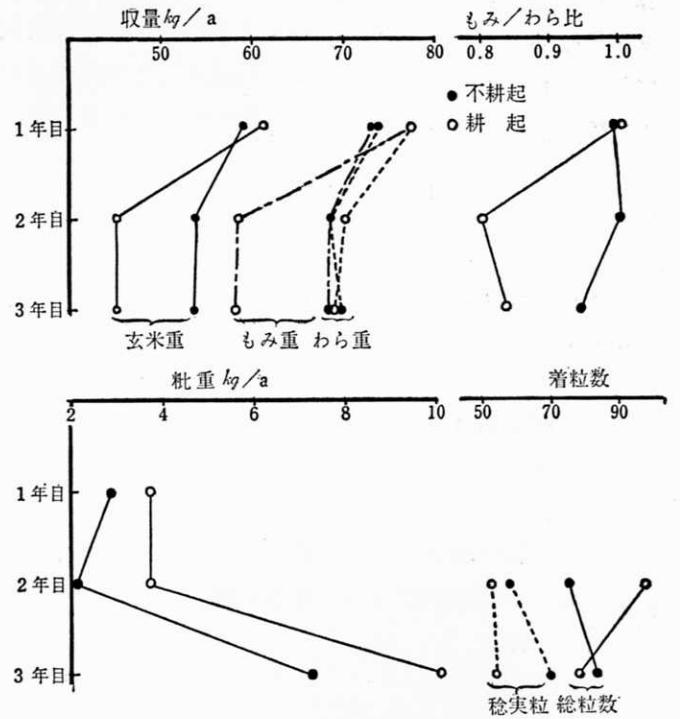 収量kg/a もみ/わら比
50 60 70 80 0.8 0.9 1.0
● 不耕起
○ 耕 起
1年目
2年目
3年目
玄米重 もみ重 わら重
粃重kg/a 着粒数
2 4 6 8 10 50 70 90
1年目
2年目
3年目
稔実粒 総粒数